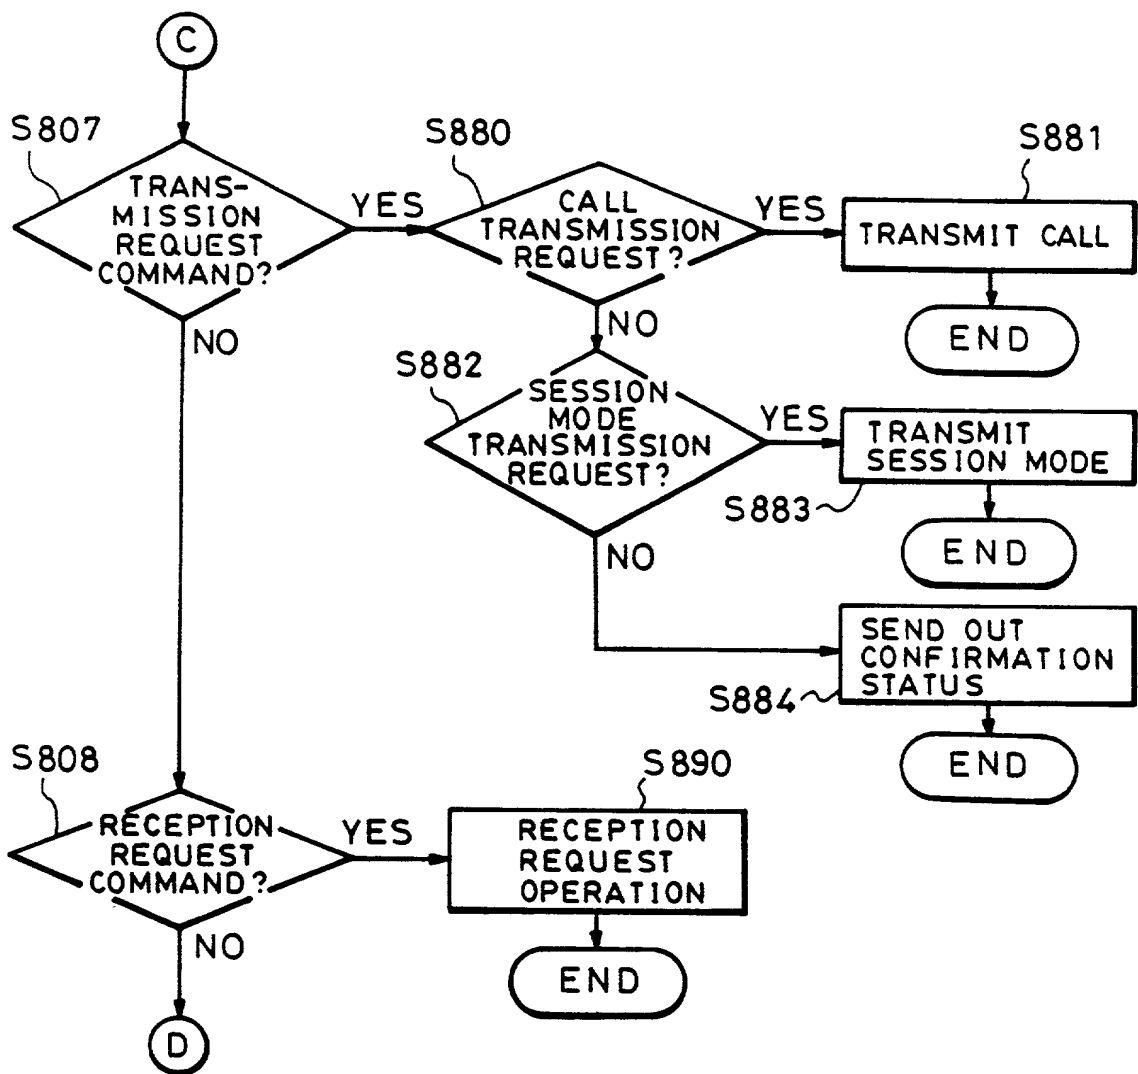 C
S807
TRANS-
MISSION
REQUEST
COMMAND?
YES
NO
S880
CALL
TRANSMISSION
REQUEST?
YES
NO
S881
TRANSMIT CALL
END
S882
SESSION
MODE
TRANSMISSION
REQUEST?
YES
NO
TRANSMIT
SESSION MODE
S883
END
SEND OUT
CONFIRMATION
STATUS
S884
END
S808
RECEPTION
REQUEST
COMMAND?
YES
NO
S890
RECEPTION
REQUEST
OPERATION
END
D